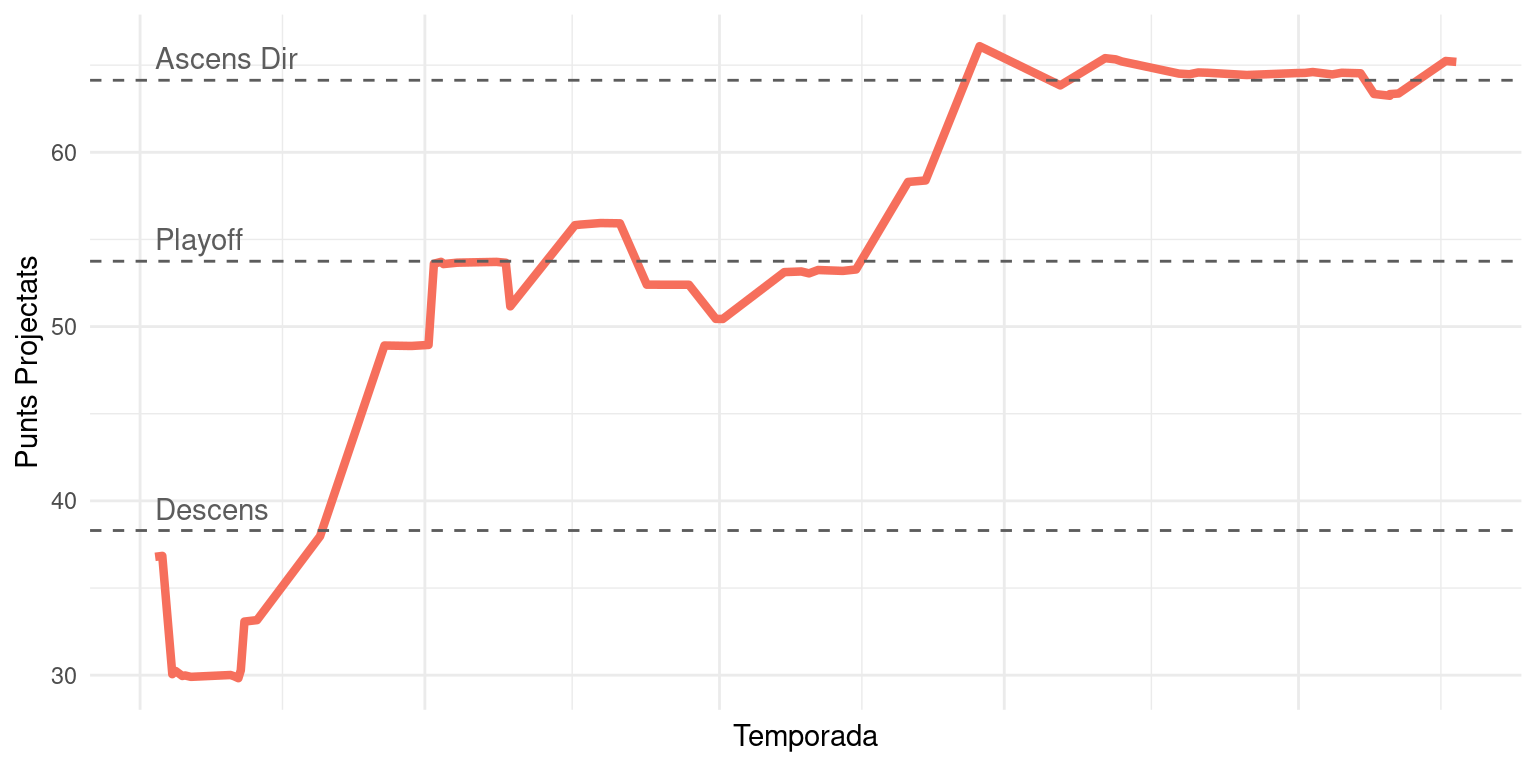 Ascens Dir
60
Playoff
Punts Projectats
50
Descens
40
30
Temporada